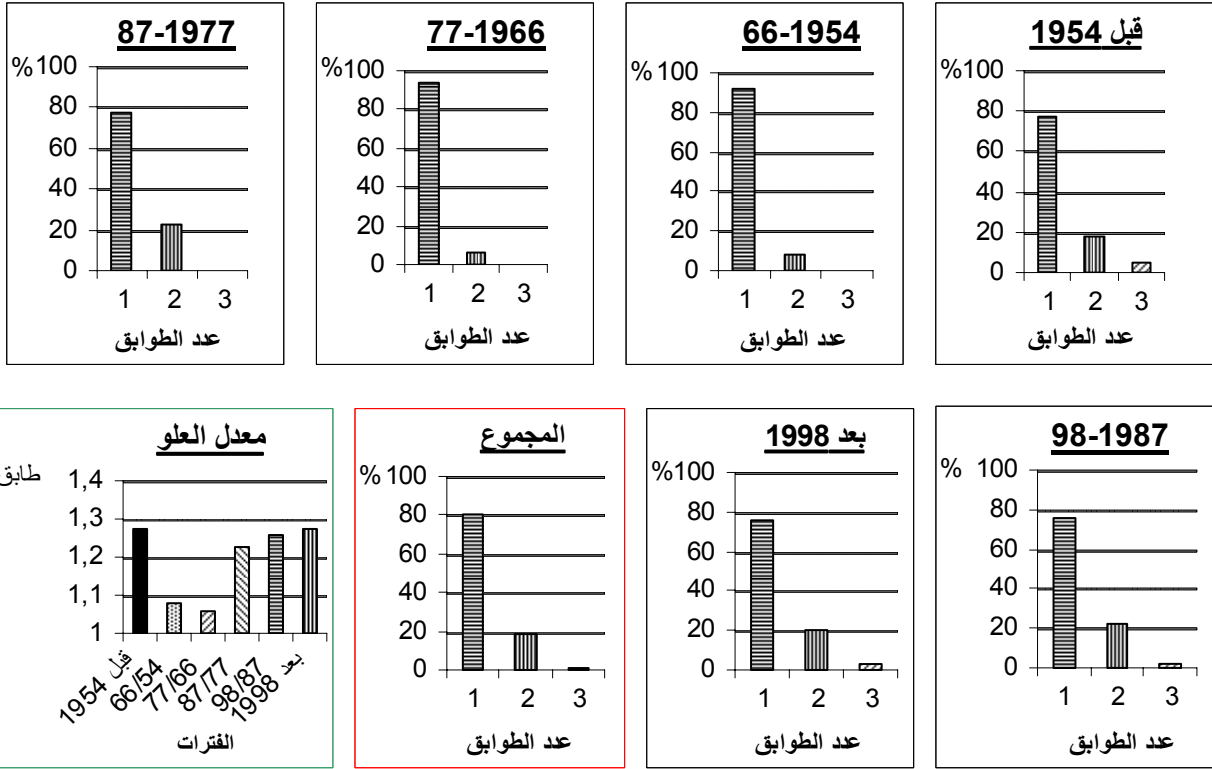 قبل 1954
%100
80
60
40
20
0
1 2 3
عدد الطوابق
66-1954
% 100
80
60
40
20
0
1 2 3
عدد الطوابق
77-1966
%100
80
60
40
20
0
1 2 3
عدد الطوابق
87-1977
%100
80
60
40
20
0
1 2 3
عدد الطوابق
98-1987
% 100
80
60
40
20
0
1 2 3
عدد الطوابق
بعد 1998
%100
80
60
40
20
0
1 2 3
عدد الطوابق
المجموع
% 100
80
60
40
20
0
1 2 3
عدد الطوابق
معدل العلو
طابق
1,4
1,3
1,2
1,1
1
قبل 1954
66/54
77/66
87/77
98/87
بعد 1998
الفترات